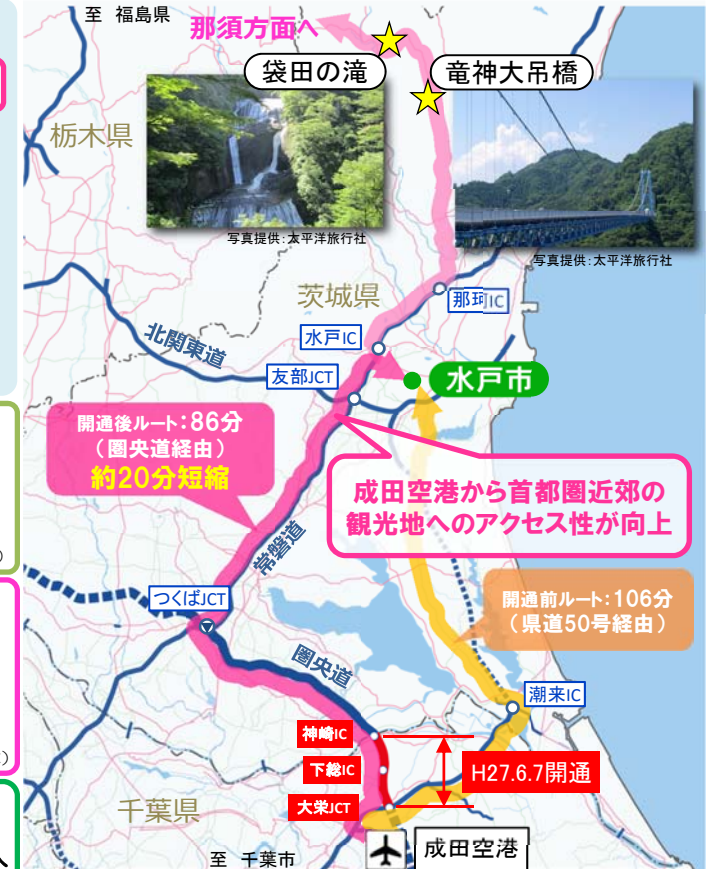 至 福島県
那須方面へ
袋田の滝
竜神大吊橋
栃木県
写真提供:太平洋旅行社
写真提供:太平洋旅行社
茨城県
那珂IC
水戸IC
北関東道
友部JCT
水戸市
開通後ルート:86分
(圏央道経由)
約20分短縮
成田空港から首都圏近郊の
観光地へのアクセス性が向上
常磐道
つくばJCT
開通前ルート:106分
(県道50号経由)
圏央道
潮来IC
神崎IC
下総IC
H27.6.7開通
大栄JCT
千葉県
至 千葉市
成田空港